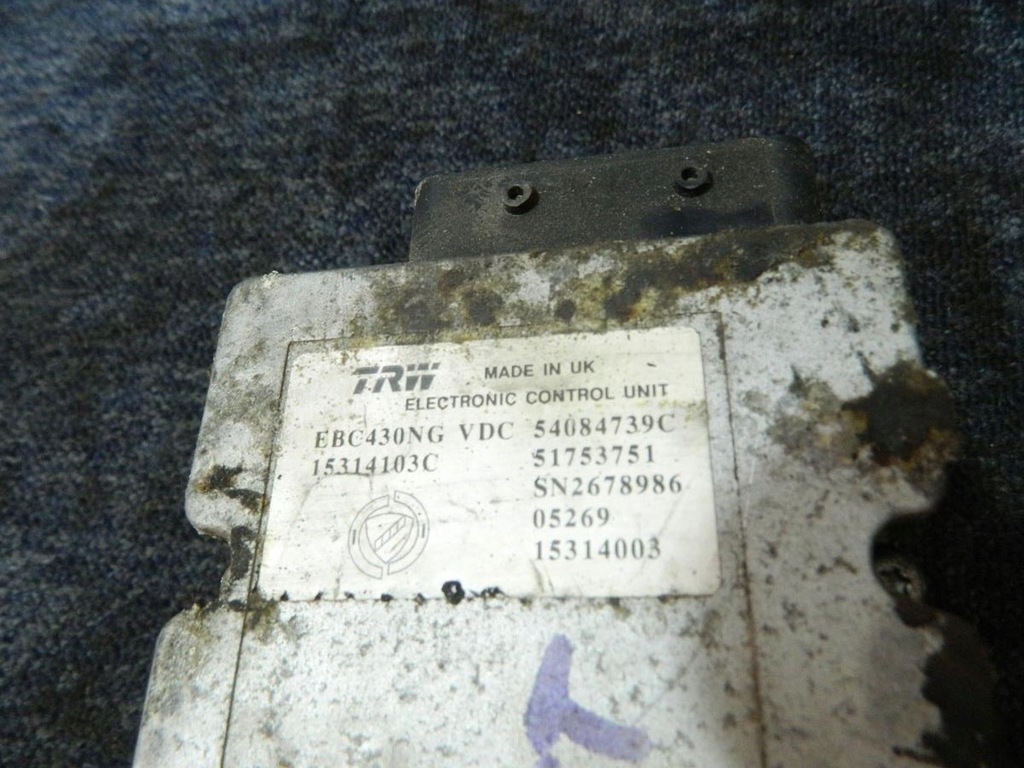 TRW MADE IN UK
ELECTRONIC CONTROL UNIT
EBC430NG VDC 54084739C
15314103C 51753751
SN2678986
05269
15314003